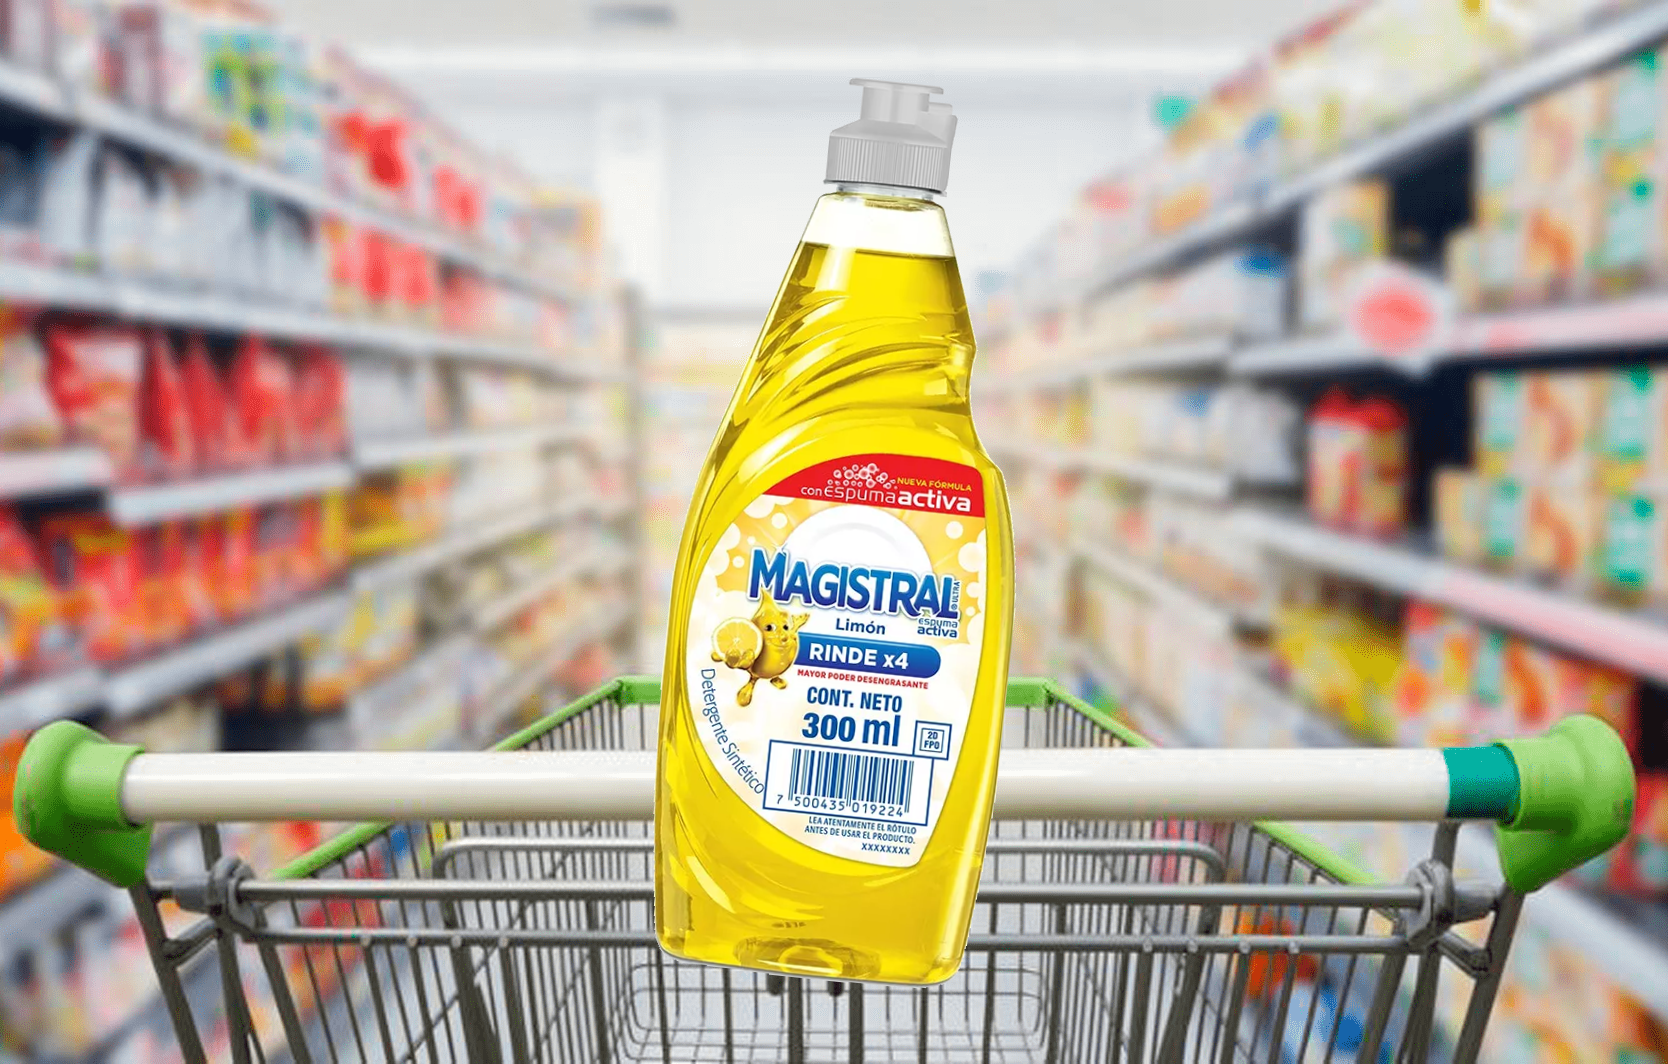 NUEVA FÓRMULA
con espuma activa
MAGISTRAL
® ULTRA
espuma
activa
Limón
RINDE x4
MAYOR PODER DESENGRASANTE
CONT. NETO
300 ml
2D
FPO
Detergente Sintético
7 500435 019224
LEA ATENTAMENTE EL RÓTULO
ANTES DE USAR EL PRODUCTO.
XXXXXXXX